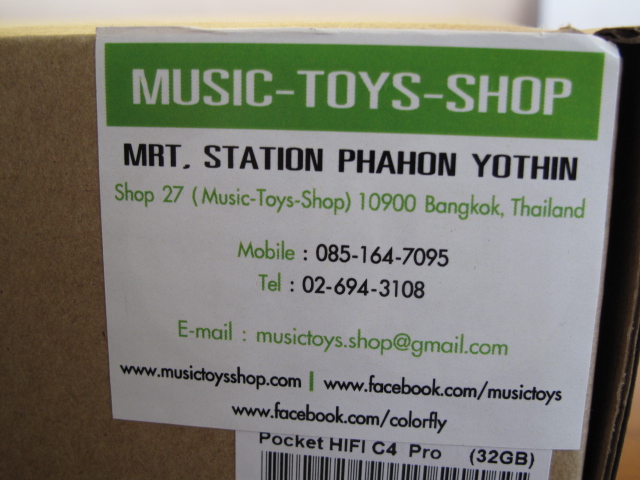 MUSIC-TOYS-SHOP
MRT. STATION PHAHON YOTHIN
Shop 27 ( Music-Toys-Shop) 10900 Bangkok, Thailand
Mobile : 085-164-7095
Tel : 02-694-3108
E-mail : musictoys.shop@gmail.com
www.musictoysshop.com | www.facebook.com/musictoys
www.facebook.com/colorfly
Pocket HIFI C4 Pro (32GB)